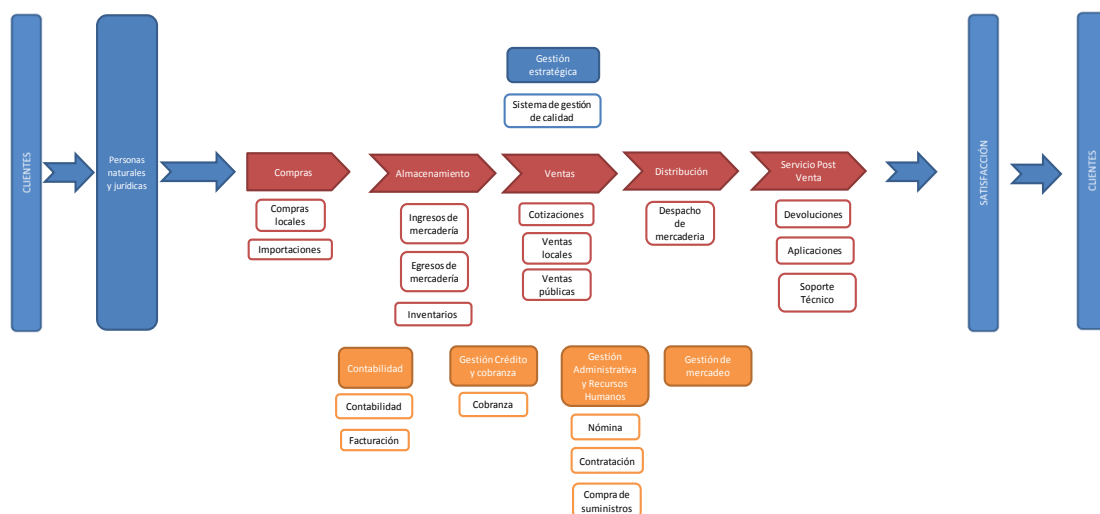 CLIENTES
Personas
naturales
y jurídicas
Gestión
estratégica
Sistema de gestión
de calidad
Compras
Compras
locales
Importaciones
Almacenamiento
Ingresos de
mercadería
Egresos de
mercadería
Inventarios
Ventas
Cotizaciones
Ventas
locales
Ventas
públicas
Distribución
Despacho
de
mercaderia
Servicio Post
Venta
Devoluciones
Aplicaciones
Soporte
Técnico
SATISFACCIÓN
CLIENTES
Contabilidad
Contabilidad
Facturación
Gestión Crédito
y cobranza
Cobranza
Gestión
Administrativa
y Recursos
Humanos
Nómina
Contratación
Compra de
suministros
Gestión de
mercadeo